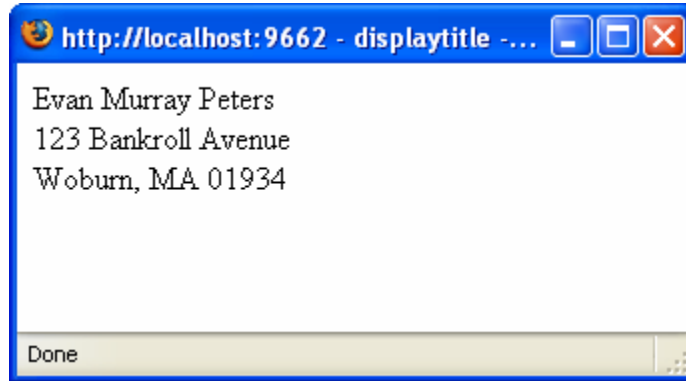 http://localhost:9662 - displaytitle -...
Evan Murray Peters
123 Bankroll Avenue
Woburn, MA 01934
Done